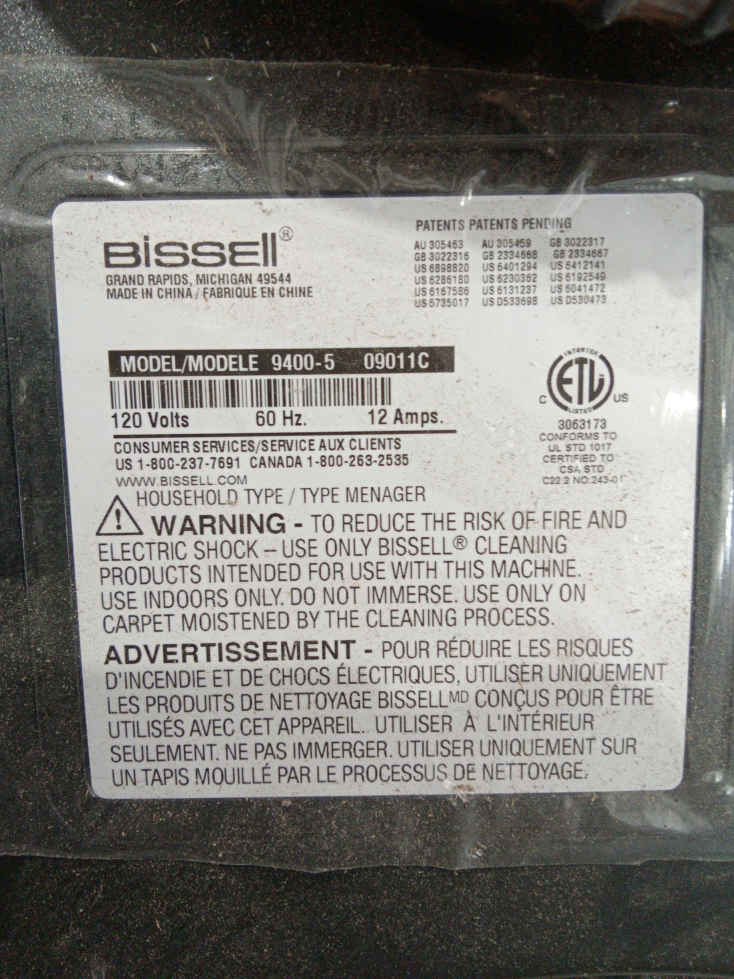 BISSELL®
GRAND RAPIDS, MICHIGAN 49544
MADE IN CHINA / FABRIQUE EN CHINE
PATENTS PATENTS PENDING
AU 305463 AU 305459 GB 3022317
GB 3022316 GB 2334668 GB 2334667
US 6898820 US 6401294 US 6412141
US 6286180 US 6230362 US 6192549
US 6167586 US 6131237 US 6041472
US 5735017 US D533698 US D530473
MODEL/MODELE 9400-5 09011C
120 Volts 60 Hz. 12 Amps.
CONSUMER SERVICES/SERVICE AUX CLIENTS
US 1-800-237-7691 CANADA 1-800-263-2535
WWW.BISSELL.COM
INTERTEK
C ETL US
LISTED
3063173
CONFORMS TO
UL STD 1017
CERTIFIED TO
CSA STD
C22.2 NO.243-01
HOUSEHOLD TYPE / TYPE MENAGER
WARNING - TO REDUCE THE RISK OF FIRE AND
ELECTRIC SHOCK – USE ONLY BISSELL® CLEANING
PRODUCTS INTENDED FOR USE WITH THIS MACHINE.
USE INDOORS ONLY. DO NOT IMMERSE. USE ONLY ON
CARPET MOISTENED BY THE CLEANING PROCESS.
ADVERTISSEMENT - POUR RÉDUIRE LES RISQUES
D'INCENDIE ET DE CHOCS ÉLECTRIQUES, UTILISER UNIQUEMENT
LES PRODUITS DE NETTOYAGE BISSELL MD CONÇUS POUR ÊTRE
UTILISÉS AVEC CET APPAREIL. UTILISER À L'INTÉRIEUR
SEULEMENT. NE PAS IMMERGER. UTILISER UNIQUEMENT SUR
UN TAPIS MOUILLÉ PAR LE PROCESSUS DE NETTOYAGE.